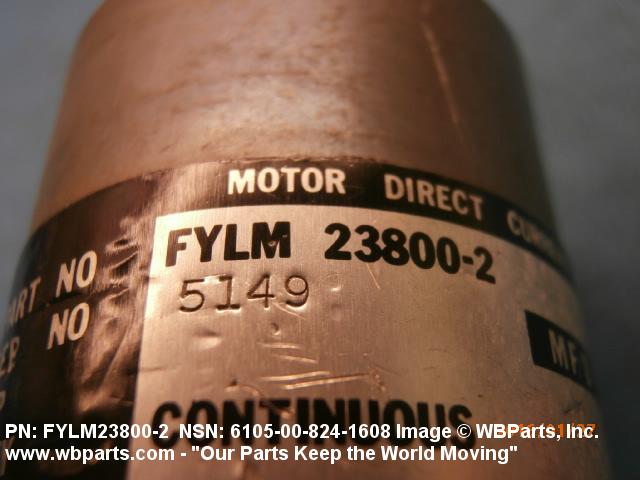 MOTOR DIRECT
FYLM 23800-2
NO
5149
NO
CONTINUOUS
PN: FYLM23800-2 NSN: 6105-00-824-1608 Image © WBParts, Inc.
www.wbparts.com - "Our Parts Keep the World Moving"